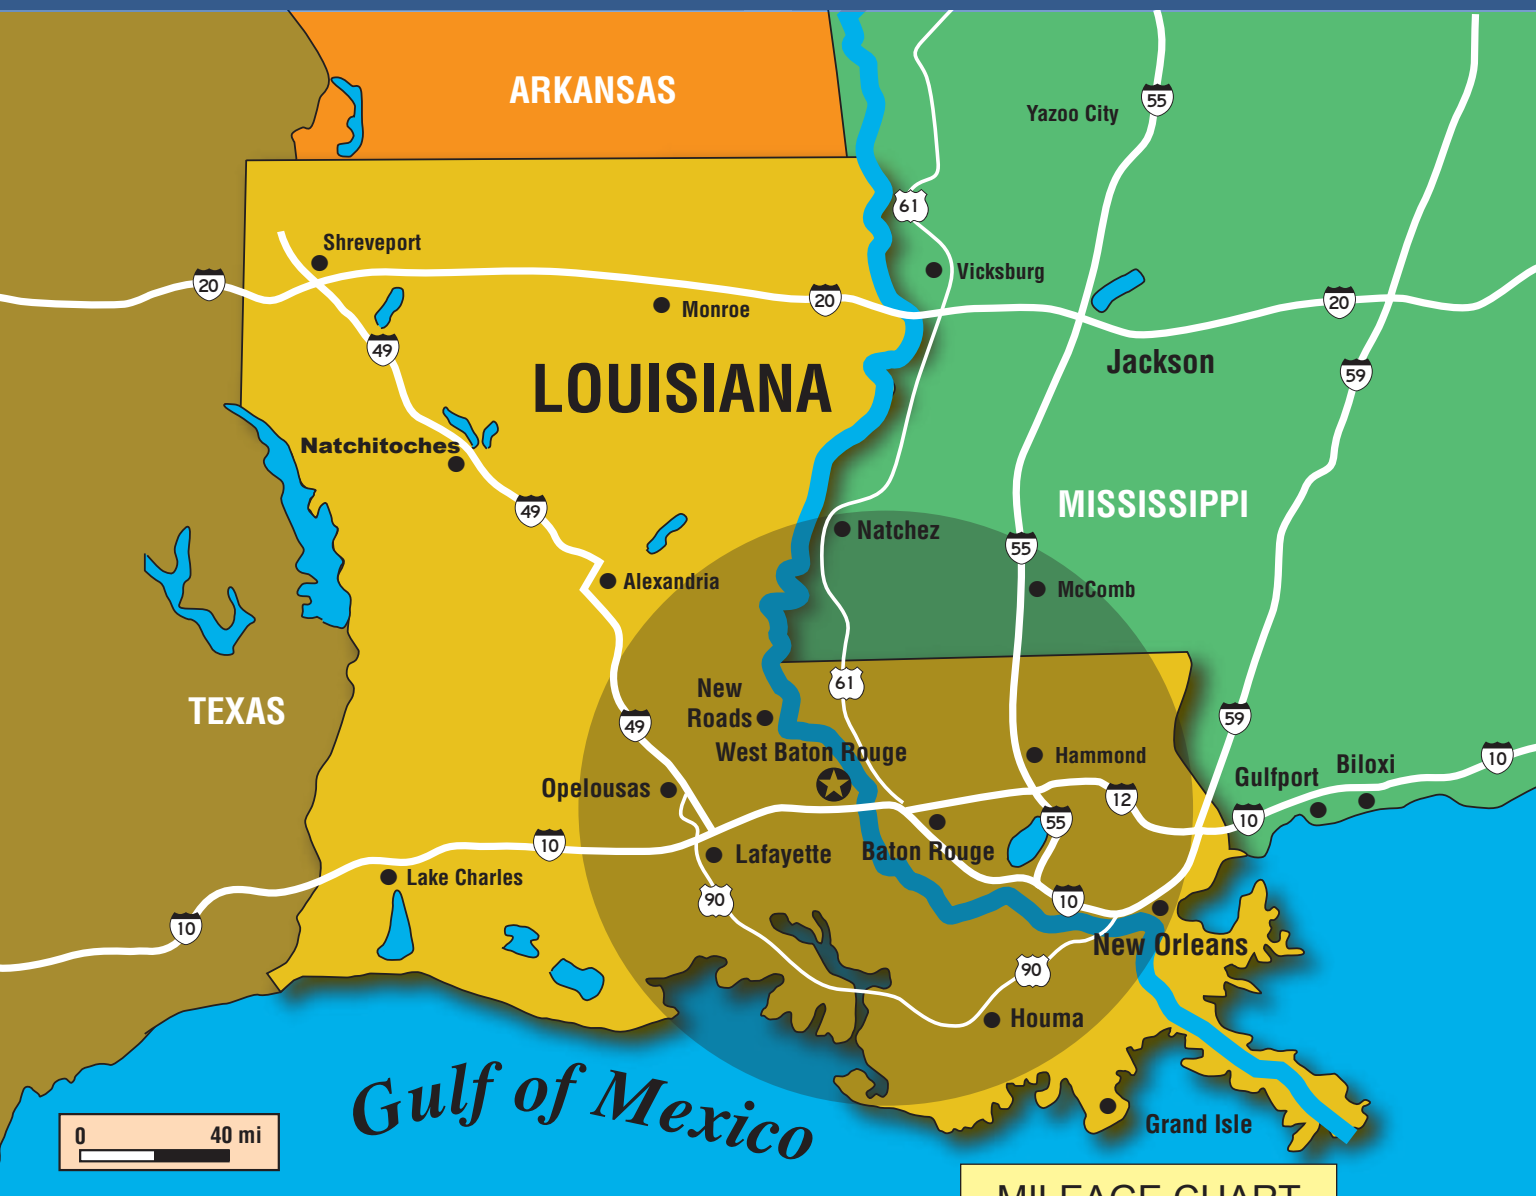 ARKANSAS
55
Yazoo City
61
Shreveport
Vicksburg
20
20
20
Monroe
49
LOUISIANA
Jackson
59
Natchitoches
49
MISSISSIPPI
Natchez
55
Alexandria
McComb
61
New
Roads
TEXAS
49
59
West Baton Rouge
Hammond
Biloxi
10
Gulfport
Opelousas
12
55
10
10
Lafayette
Baton Rouge
Lake Charles
90
10
10
New Orleans
90
Houma
Gulf of Mexico
Grand Isle
0 40 mi
MILEAGE CHART